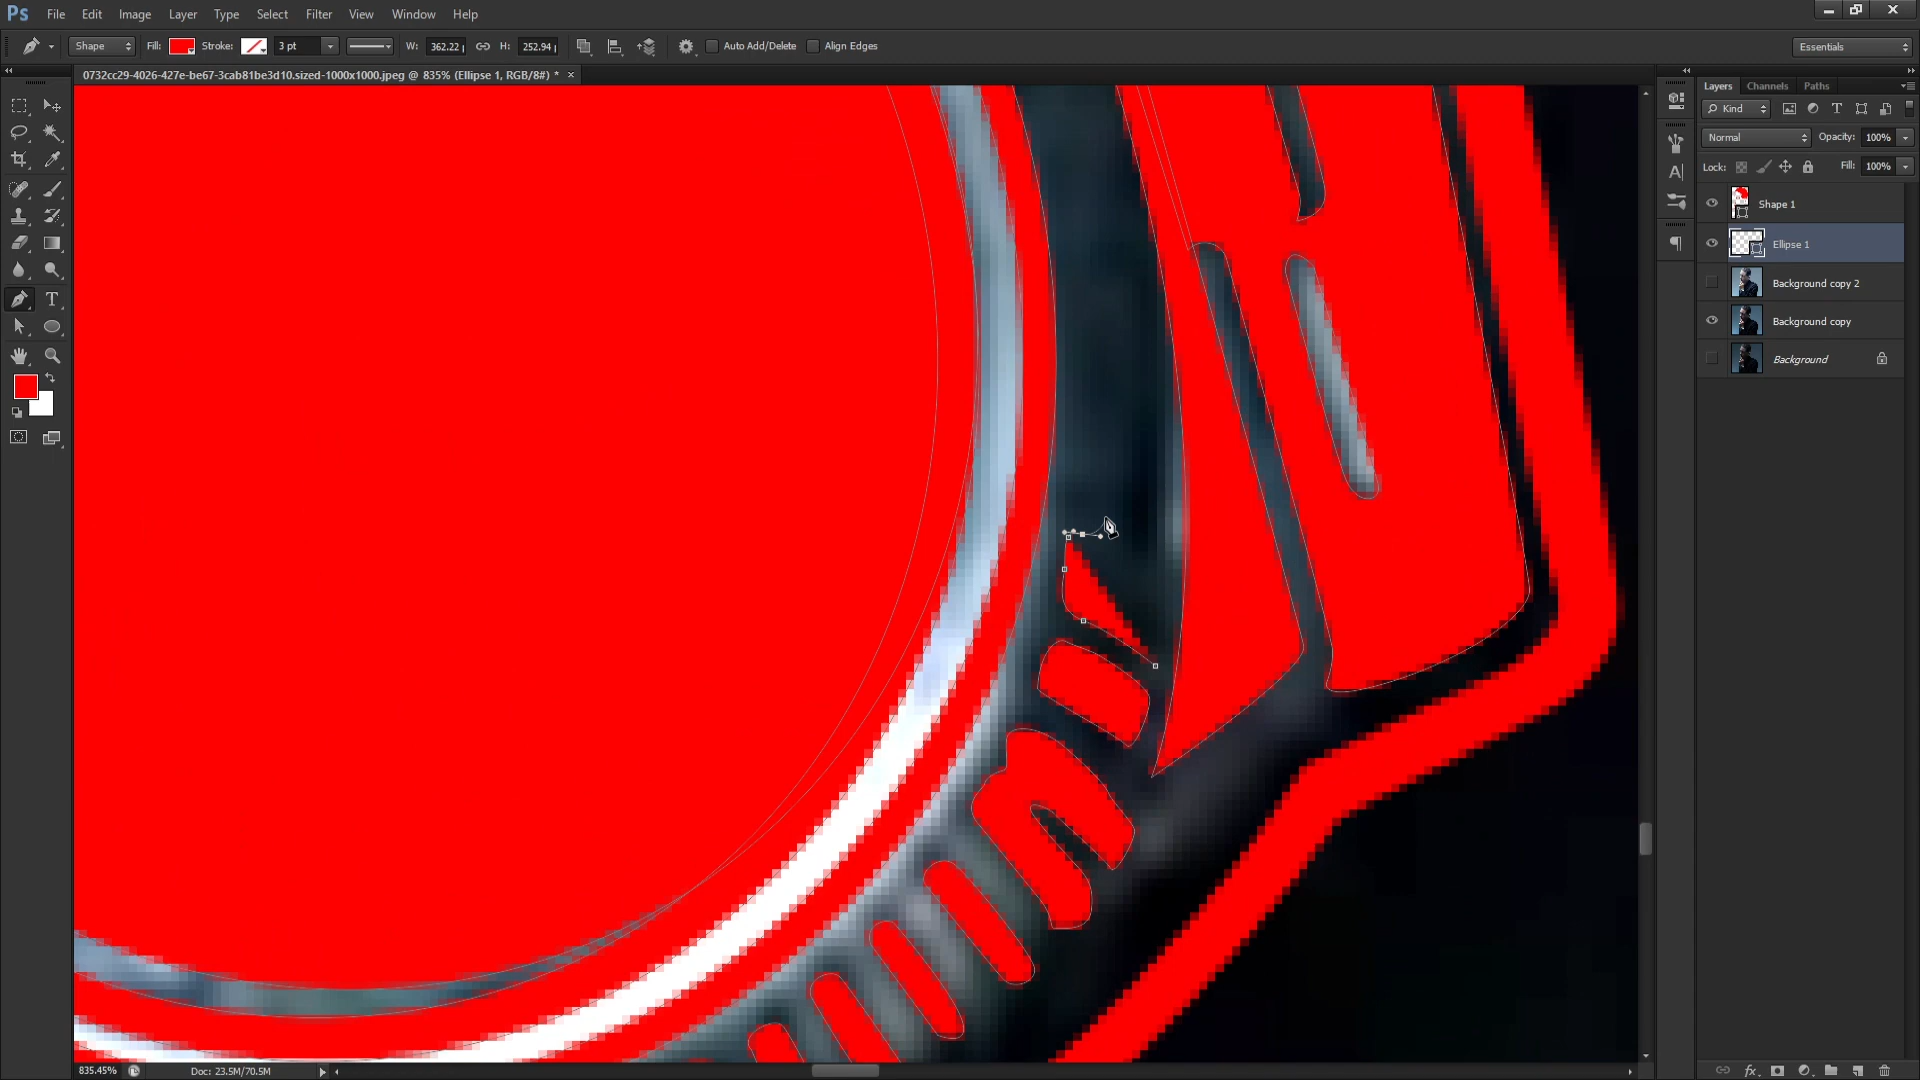 Ps File Edit Image Layer Type Select Filter View Window Help
Shape Fill: Stroke: 3 pt W: 362.22 H: 252.94 Auto Add/Delete Align Edges Essentials
0732cc29-4026-427e-be67-3cab81be3d10.sized-1000x1000.jpeg @ 835% (Ellipse 1, RGB/8#) * ×
Layers Channels Paths
Kind
Normal Opacity: 100%
Lock: Fill: 100%
Shape 1
Ellipse 1
Background copy 2
Background copy
Background
835.45% Doc: 23.5M/70.5M